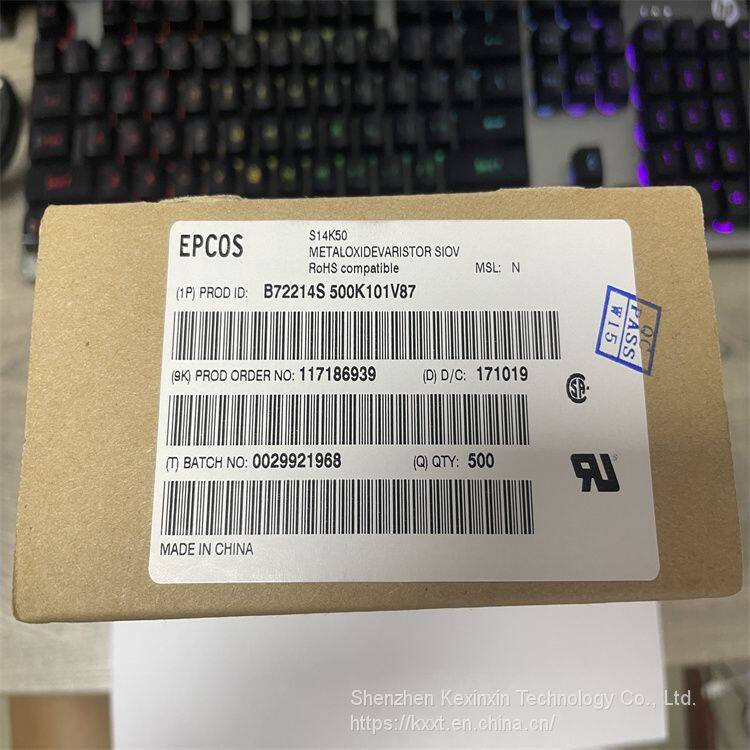 EPCOS
S14K50
METALOXIDEVARISTOR SIOV
RoHS compatible MSL: N
(1P) PROD ID: B72214S 500K101V87
QC
PASS
W15
(9K) PROD ORDER NO: 117186939 (D) D/C: 171019
(T) BATCH NO: 0029921968 (Q) QTY: 500
MADE IN CHINA
Shenzhen Kexinxin Technology Co., Ltd.
https://kxxt.en.china.cn/